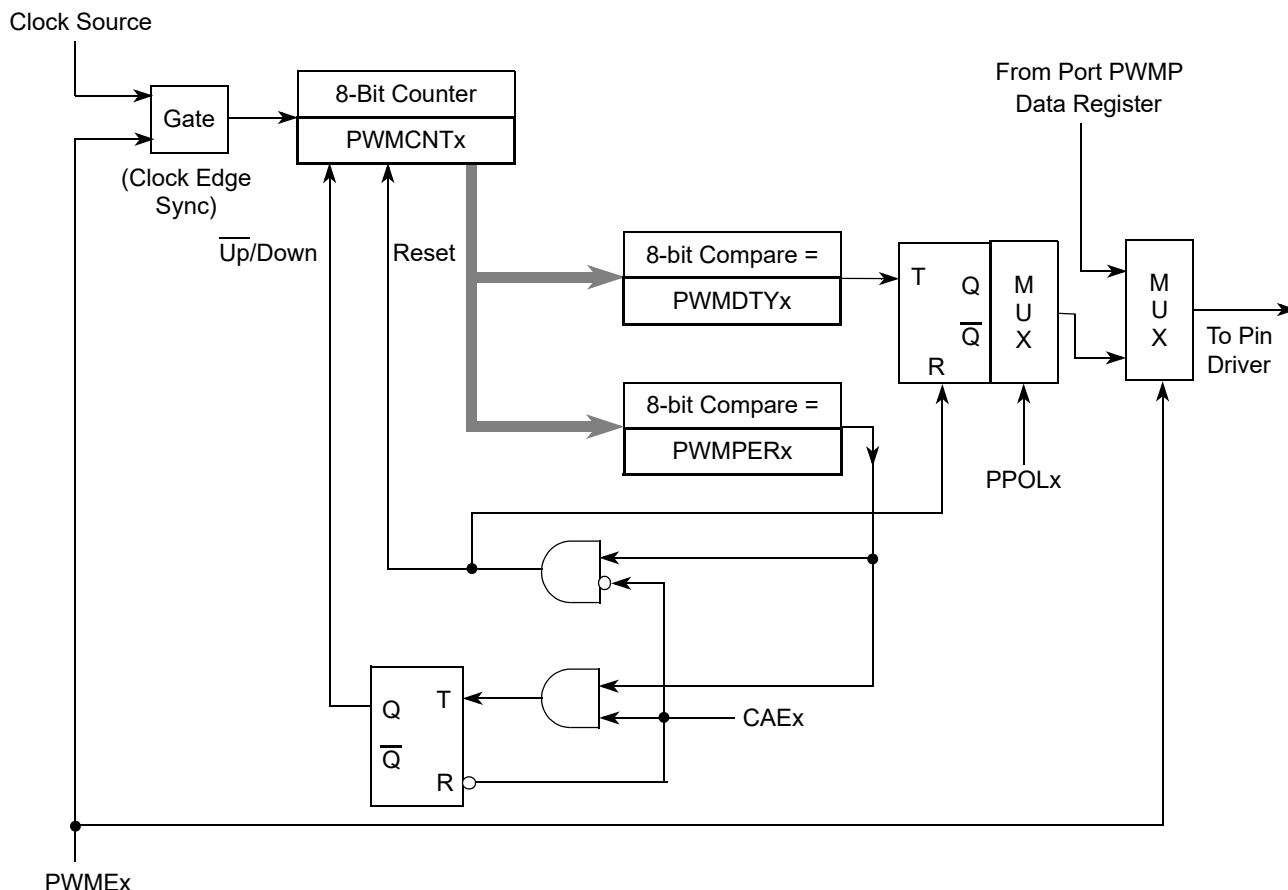 Clock Source
8-Bit Counter
PWMCNTx
Gate
(Clock Edge
Sync)
From Port PWMP
Data Register
U̅p̅/Down
Reset
8-bit Compare =
PWMDTYx
T
Q
Q̅
R
M
U
X
M
U
X
To Pin
Driver
8-bit Compare =
PWMPERx
PPOLx
Q
T
Q̅
R
CAEx
PWMEx